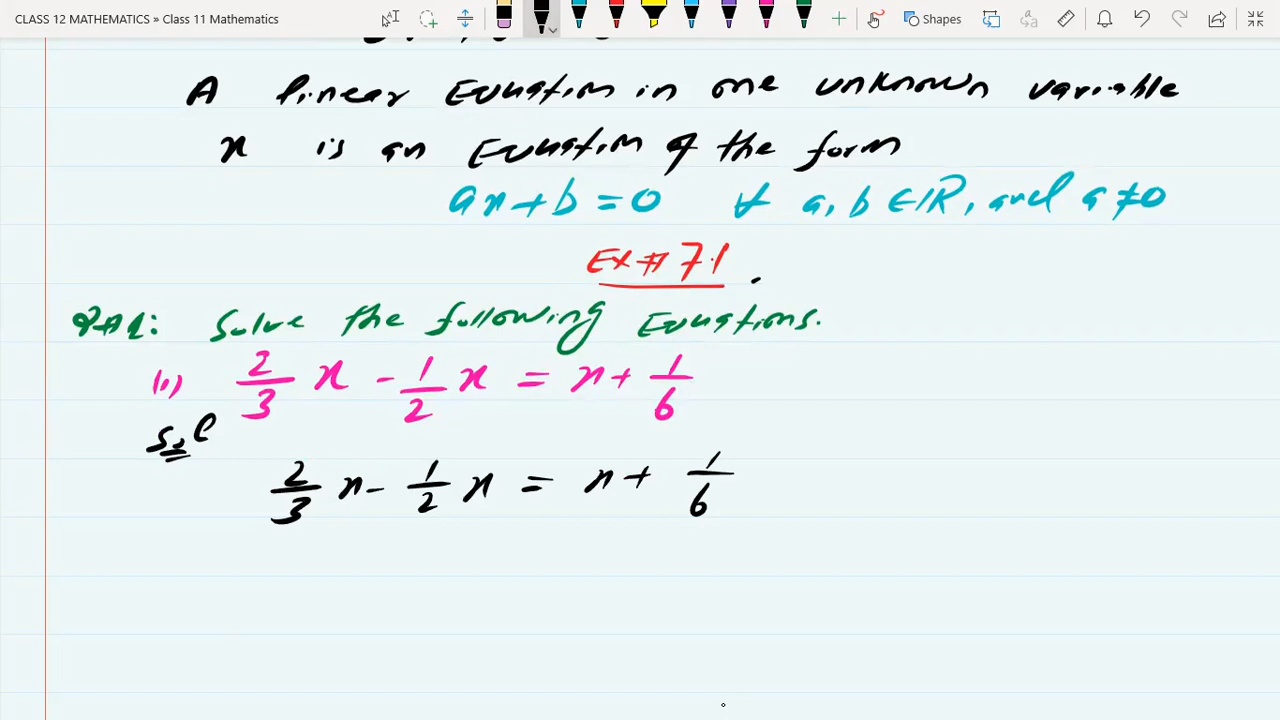 CLASS 12 MATHEMATICS » Class 11 Mathematics
Shapes
A linear Equation in one unknown variable
x is an Equation of the form
ax+b=0 ∀ a, b ∈ IR, and a≠0
Ex# 7.1
Solve the following Equations.
(i) 2/3 x - 1/2 x = x + 1/6
Sol
2/3 x - 1/2 x = x + 1/6